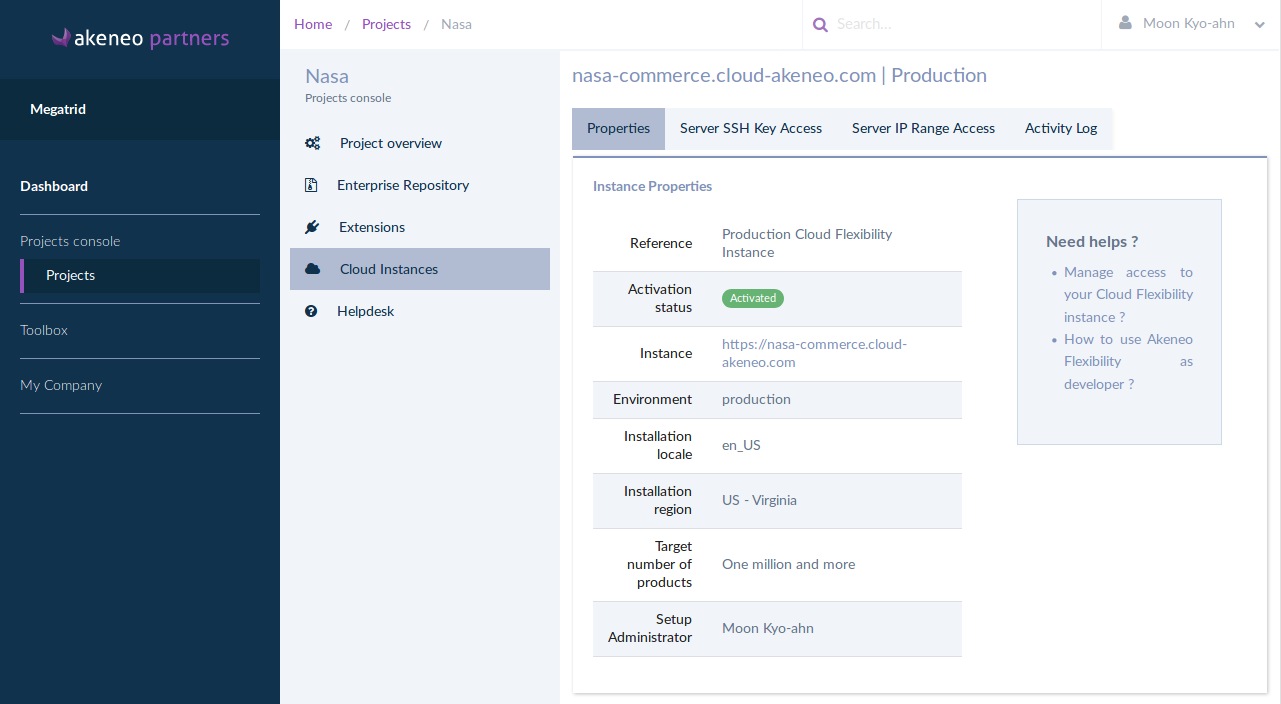 akeneo partners
Megatrid
Dashboard
Projects console
Projects
Toolbox
My Company
Home / Projects / Nasa
Search...
Moon Kyo-ahn
Nasa
Projects console
Project overview
Enterprise Repository
Extensions
Cloud Instances
Helpdesk
nasa-commerce.cloud-akeneo.com | Production
Properties
Server SSH Key Access
Server IP Range Access
Activity Log
Instance Properties
Reference
Production Cloud Flexibility
Instance
Activation
status
Activated
Instance
https://nasa-commerce.cloud-
akeneo.com
Environment
production
Installation
locale
en_US
Installation
region
US - Virginia
Target
number of
products
One million and more
Setup
Administrator
Moon Kyo-ahn
Need helps ?
• Manage access to
your Cloud Flexibility
instance ?
• How to use Akeneo
Flexibility as
developer ?